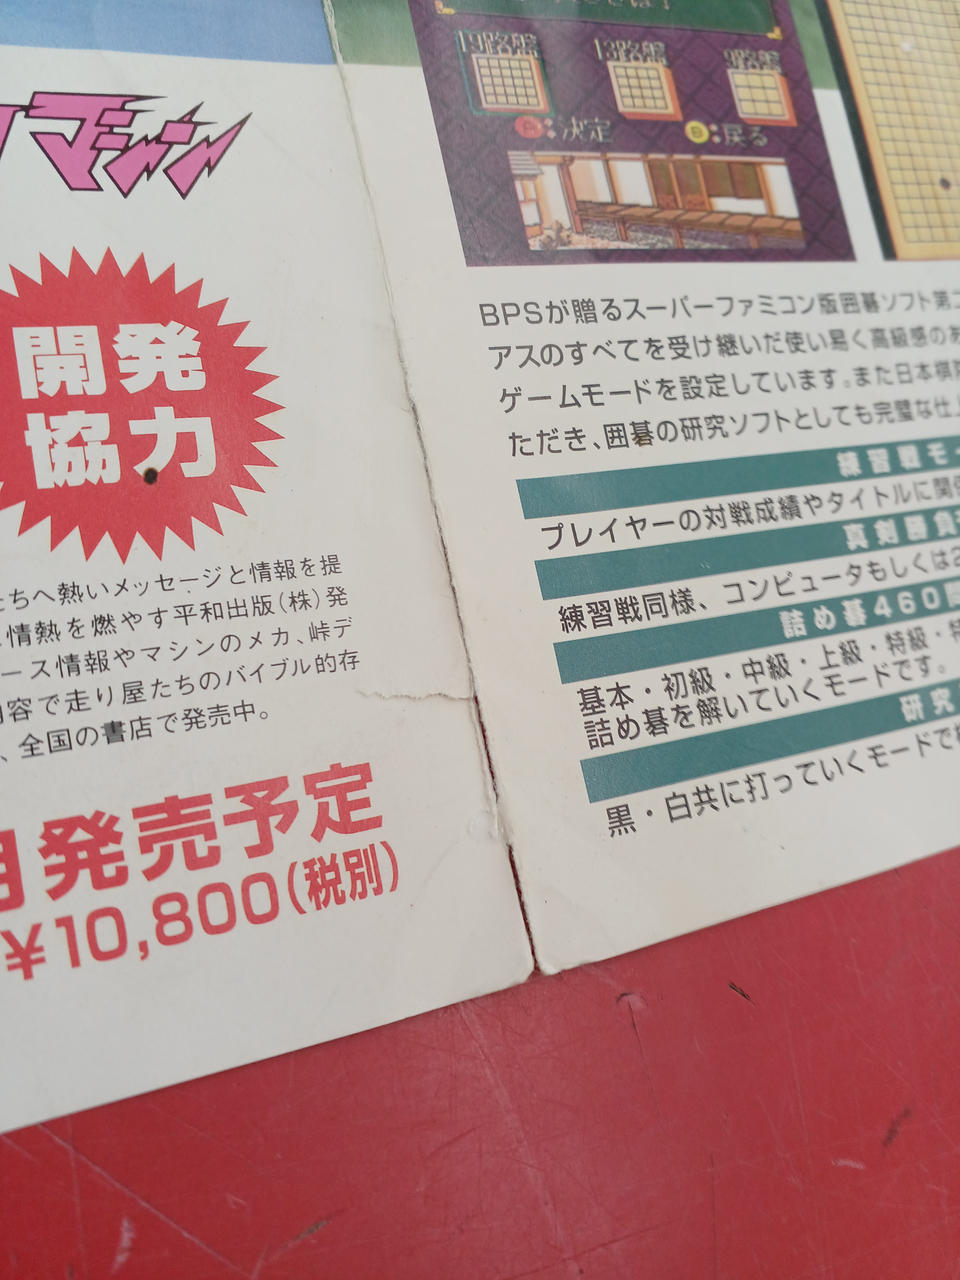 マシン
開発
協力
ちへ熱いメッセージと情報を提
情熱を燃やす平和出版(株)発
ース情報やマシンのメカ、峠デ
内容で走り屋たちのバイブル的存
、全国の書店で発売中。
月発売予定
¥10,800(税別)
19路盤 13路盤 9路盤
A:決定 B:戻る
BPSが贈るスーパーファミコン版囲碁ソフト第
アスのすべてを受け継いだ使い易く高級感のあ
ゲームモードを設定しています。また日本棋院
ただき、囲碁の研究ソフトとしても完璧な仕上
練習戦モー
プレイヤーの対戦成績やタイトルに関係
真剣勝負
練習戦同様、コンピュータもしくは2
詰め碁460問
基本・初級・中級・上級・特級・特
詰め碁を解いていくモードです。
研究
黒・白共に打っていくモードで